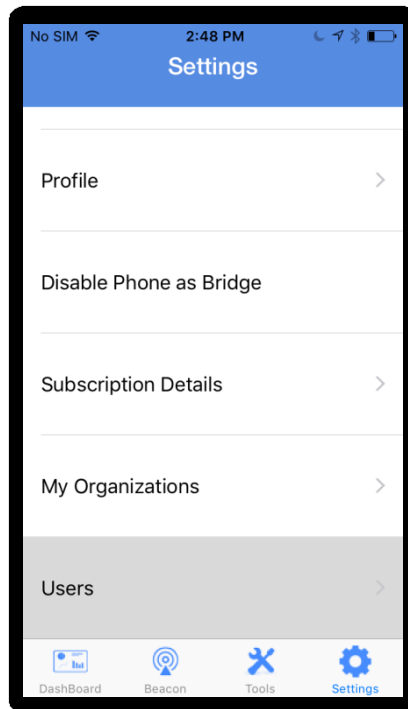 No SIM 2:48 PM
Settings
Profile
Disable Phone as Bridge
Subscription Details
My Organizations
Users
DashBoard Beacon Tools Settings